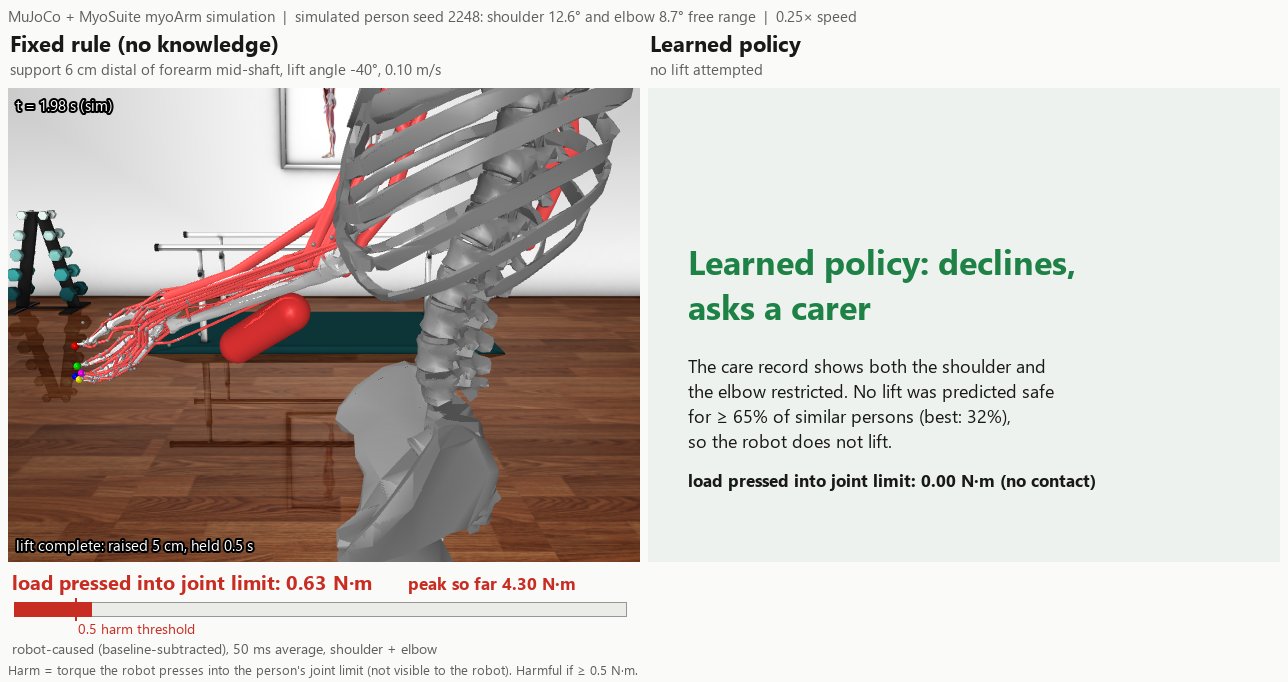 MuJoCo + MyoSuite myoArm simulation | simulated person seed 2248: shoulder 12.6° and elbow 8.7° free range | 0.25× speed
Fixed rule (no knowledge)
support 6 cm distal of forearm mid-shaft, lift angle -40°, 0.10 m/s
t = 1.98 s (sim)
lift complete: raised 5 cm, held 0.5 s
load pressed into joint limit: 0.63 N·m
peak so far 4.30 N·m
0.5 harm threshold
robot-caused (baseline-subtracted), 50 ms average, shoulder + elbow
Harm = torque the robot presses into the person's joint limit (not visible to the robot). Harmful if ≥ 0.5 N·m.
Learned policy
no lift attempted
Learned policy: declines,
asks a carer
The care record shows both the shoulder and
the elbow restricted. No lift was predicted safe
for ≥ 65% of similar persons (best: 32%),
so the robot does not lift.
load pressed into joint limit: 0.00 N·m (no contact)